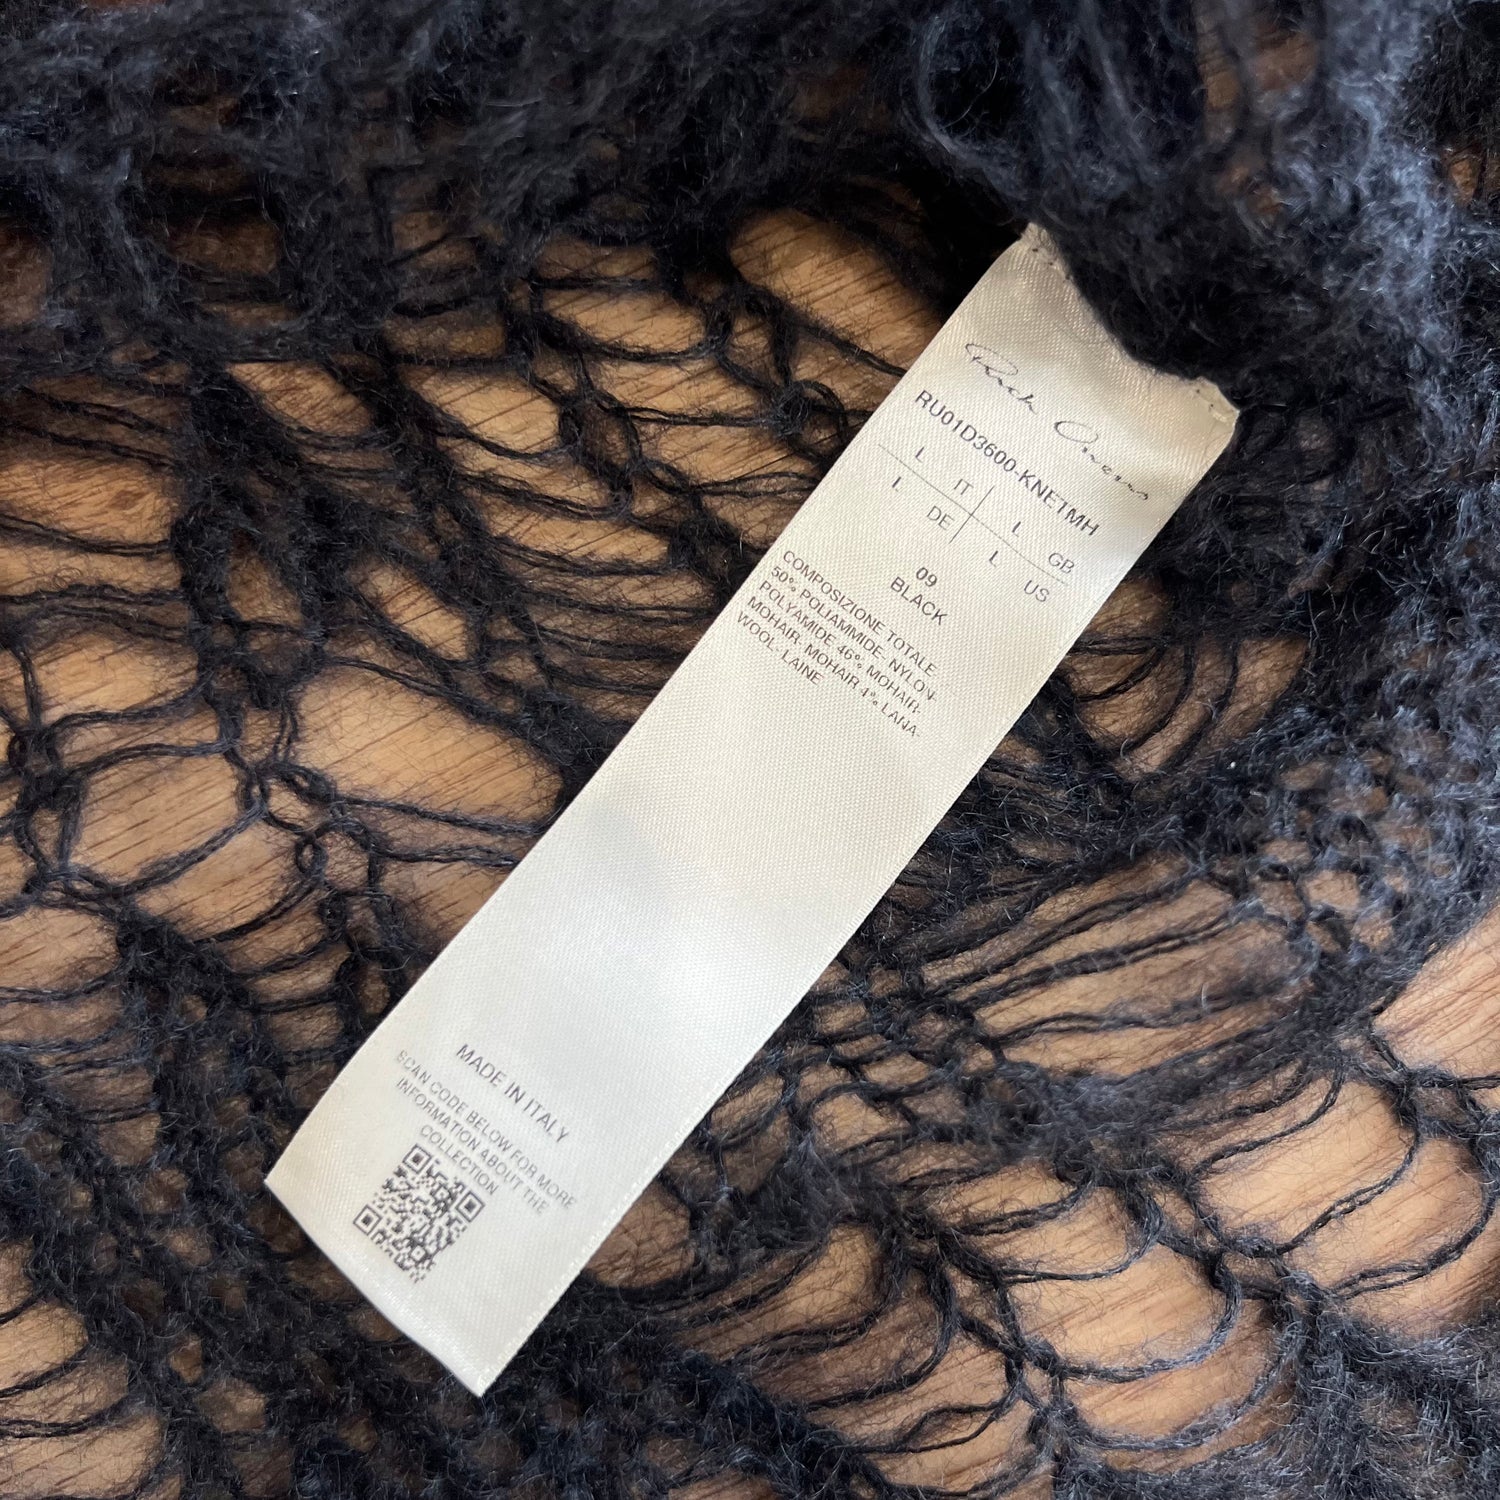 Rick Owens
RU01D3600-KNE1MH
L IT L GB
L DE L US
09
BLACK
COMPOSIZIONE TOTALE
50% POLIAMMIDE, NYLON-
POLYAMIDE 46% MOHAIR-
MOHAIR, MOHAIR 4% LANA-
WOOL- LAINE
MADE IN ITALY
SCAN CODE BELOW FOR MORE
INFORMATION ABOUT THE
COLLECTION